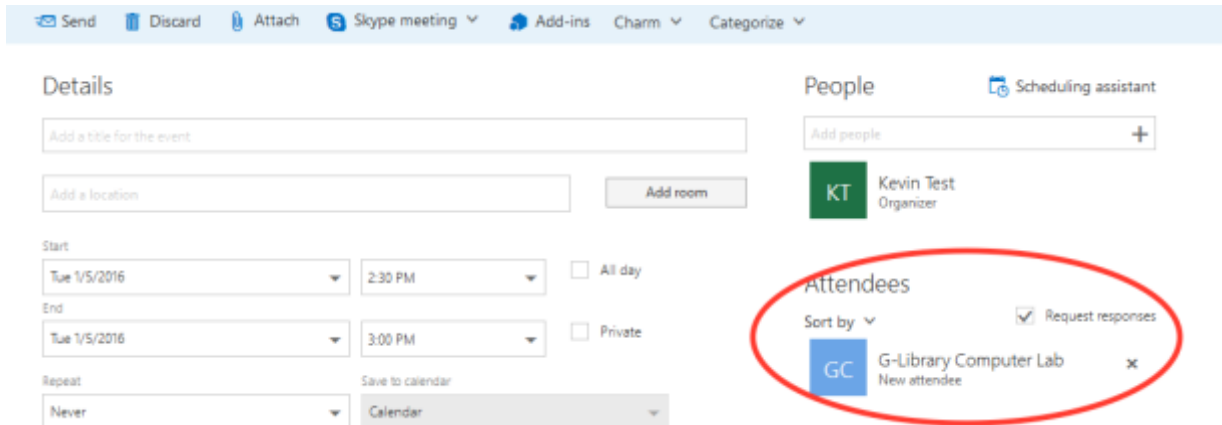 Send Discard Attach Skype meeting Add-ins Charm Categorize
Details
Add a title for the event
Add a location
Add room
Start
Tue 1/5/2016 2:30 PM All day
End
Tue 1/5/2016 3:00 PM Private
Repeat Save to calendar
Never Calendar
People Scheduling assistant
Add people
KT Kevin Test
Organizer
Attendees
Sort by Request responses
GC G-Library Computer Lab
New attendee